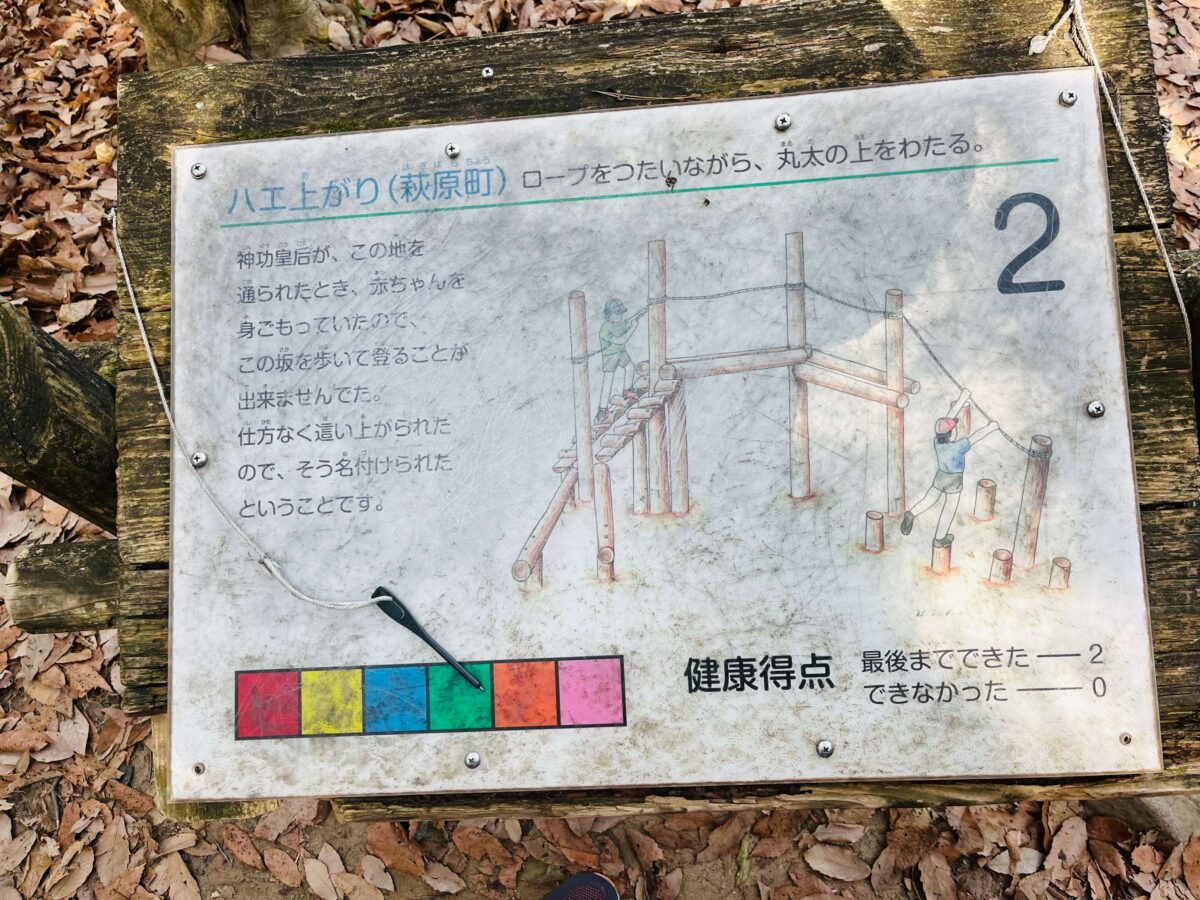 ハエ上がり(萩原町) ロープをつたいながら、丸太の上をわたる。
2
神功皇后が、この地を
通られたとき、赤ちゃんを
身ごもっていたので、
この坂を歩いて登ることが
出来ませんでた。
仕方なく這い上がられた
ので、そう名付けられた
ということです。
健康得点
最後までできた ── 2
できなかった ─── 0